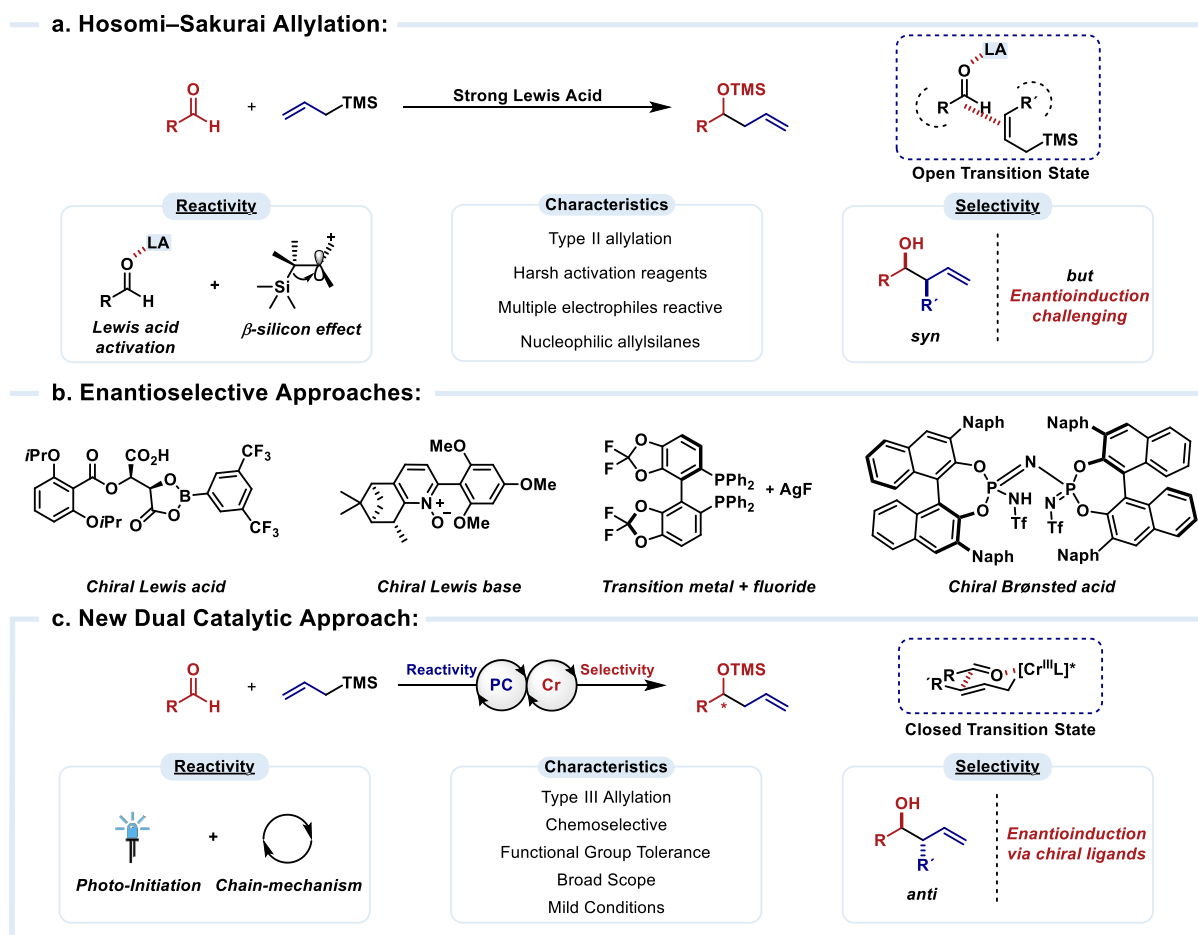 a. Hosomi–Sakurai Allylation:
O
R
H
+
TMS
Strong Lewis Acid
OTMS
R
LA
O
R
H
R´
TMS
Open Transition State
Reactivity
LA
O
R
H
+
Si
+
Lewis acid
activation
β-silicon effect
Characteristics
Type II allylation
Harsh activation reagents
Multiple electrophiles reactive
Nucleophilic allylsilanes
Selectivity
OH
R
R´
syn
but
Enantioinduction
challenging
b. Enantioselective Approaches:
iPrO
O
CO2H
O
O
B
O
O
OiPr
CF3
CF3
Chiral Lewis acid
MeO
OMe
N
+
O
–
OMe
Chiral Lewis base
F
F
O
O
PPh2
PPh2
F
F
O
O
+ AgF
Transition metal + fluoride
Naph
O
O
P
N
NH
Tf
Naph
Naph
O
O
P
N
Tf
Naph
Chiral Brønsted acid
c. New Dual Catalytic Approach:
O
R
H
+
TMS
Reactivity
PC
Cr
Selectivity
OTMS
R
*
R
´R
O
[CrIIIL]*
Closed Transition State
Reactivity
+
Photo-Initiation
Chain-mechanism
Characteristics
Type III Allylation
Chemoselective
Functional Group Tolerance
Broad Scope
Mild Conditions
Selectivity
OH
R
R´
anti
Enantioinduction
via chiral ligands